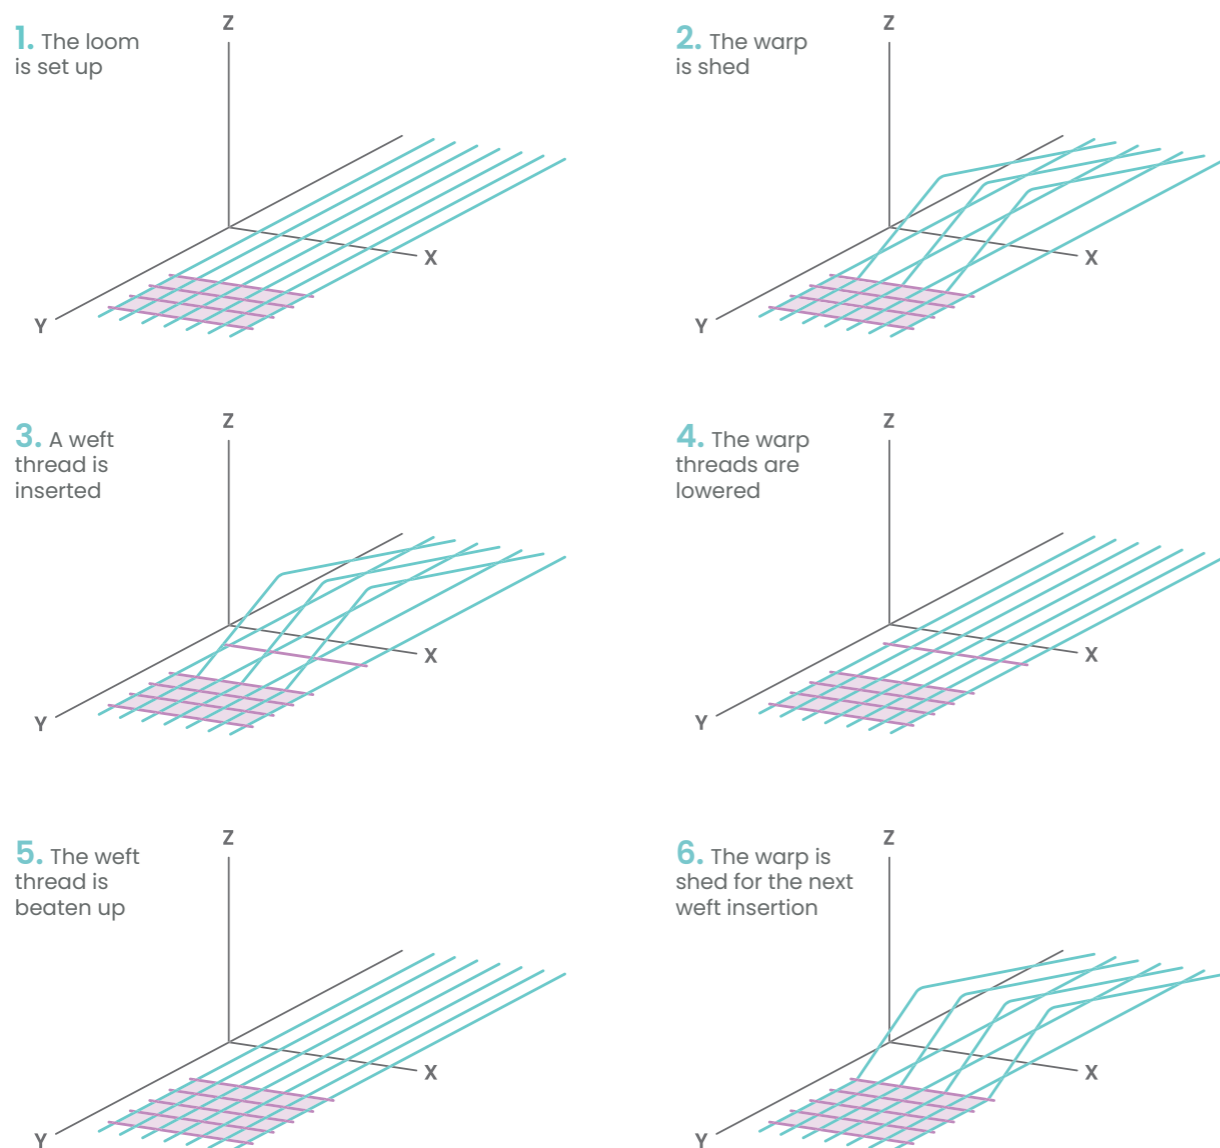 Z
1. The loom
is set up
X
Y
Z
2. The warp
is shed
X
Y
Z
3. A weft
thread is
inserted
X
Y
Z
4. The warp
threads are
lowered
X
Y
Z
5. The weft
thread is
beaten up
X
Y
Z
6. The warp is
shed for the next
weft insertion
X
Y